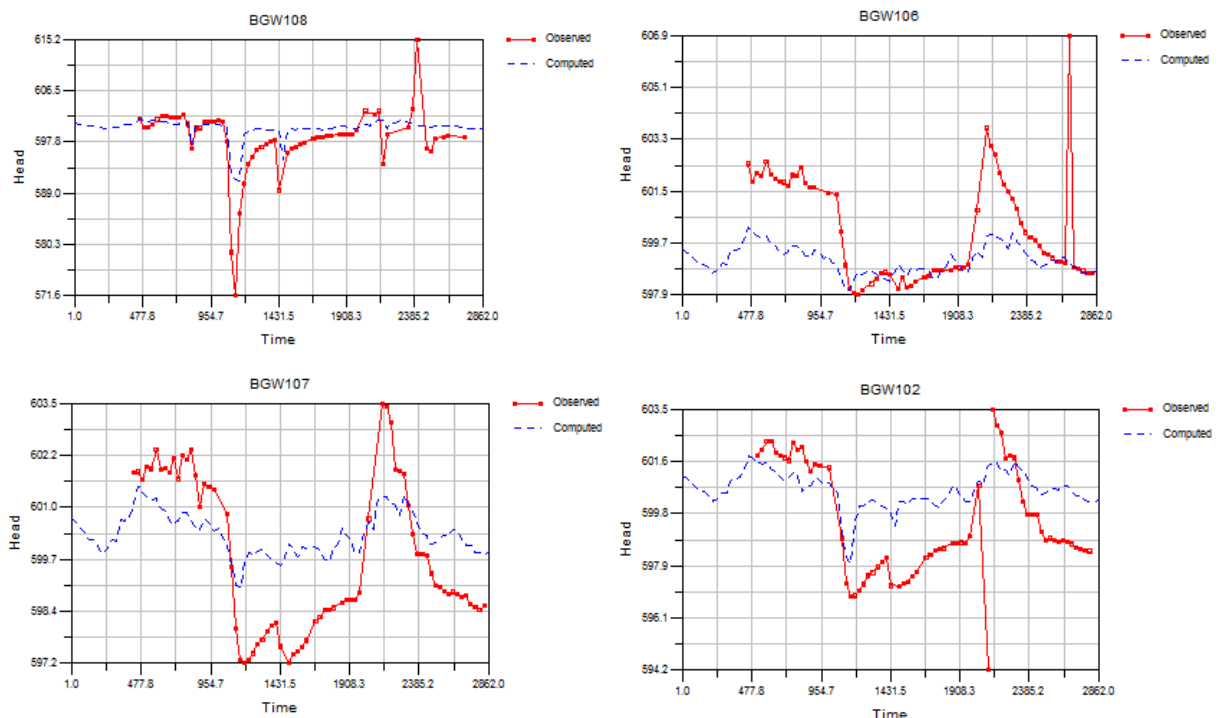 BGW108
615.2
606.5
597.8
589.0
580.3
571.6
Head
1.0 477.8 954.7 1431.5 1908.3 2385.2 2862.0
Time
Observed
Computed
BGW106
606.9
605.1
603.3
601.5
599.7
597.9
Head
1.0 477.8 954.7 1431.5 1908.3 2385.2 2862.0
Time
Observed
Computed
BGW107
603.5
602.2
601.0
599.7
598.4
597.2
Head
1.0 477.8 954.7 1431.5 1908.3 2385.2 2862.0
Time
Observed
Computed
BGW102
603.5
601.6
599.8
597.9
596.1
594.2
Head
1.0 477.8 954.7 1431.5 1908.3 2385.2 2862.0
Time
Observed
Computed